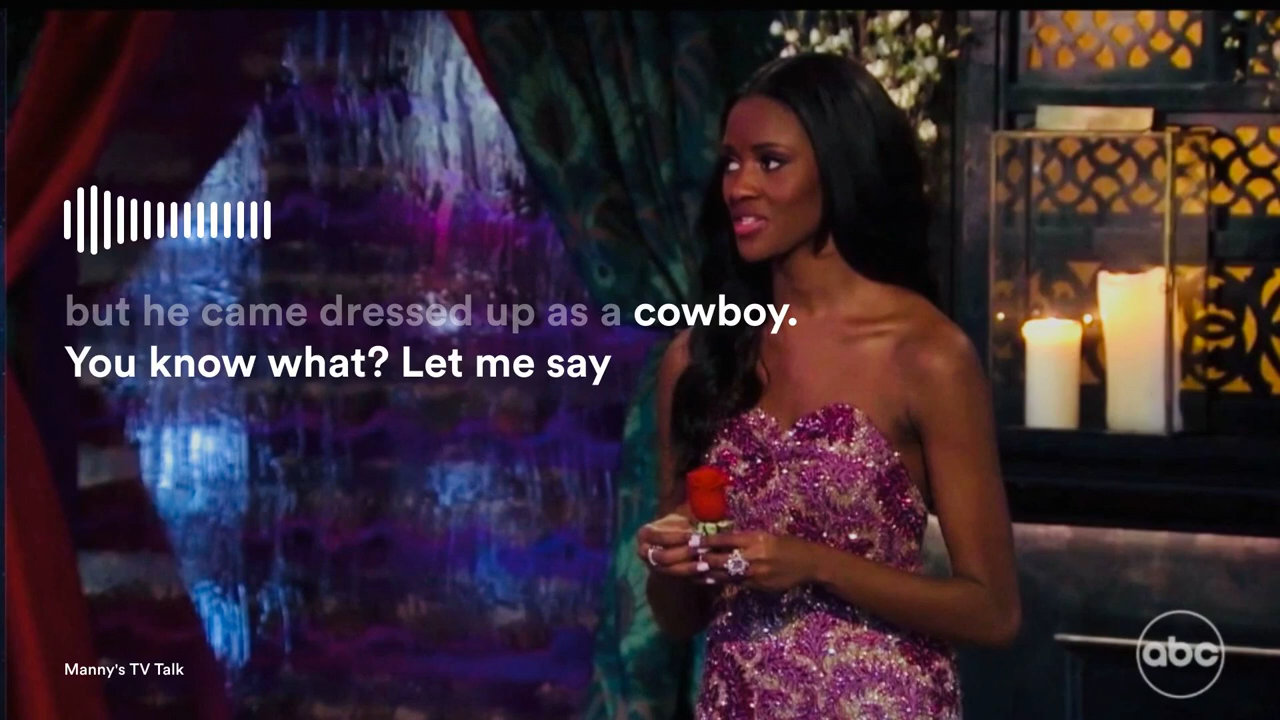 but he came dressed up as a cowboy.
You know what? Let me say
Manny's TV Talk
abc